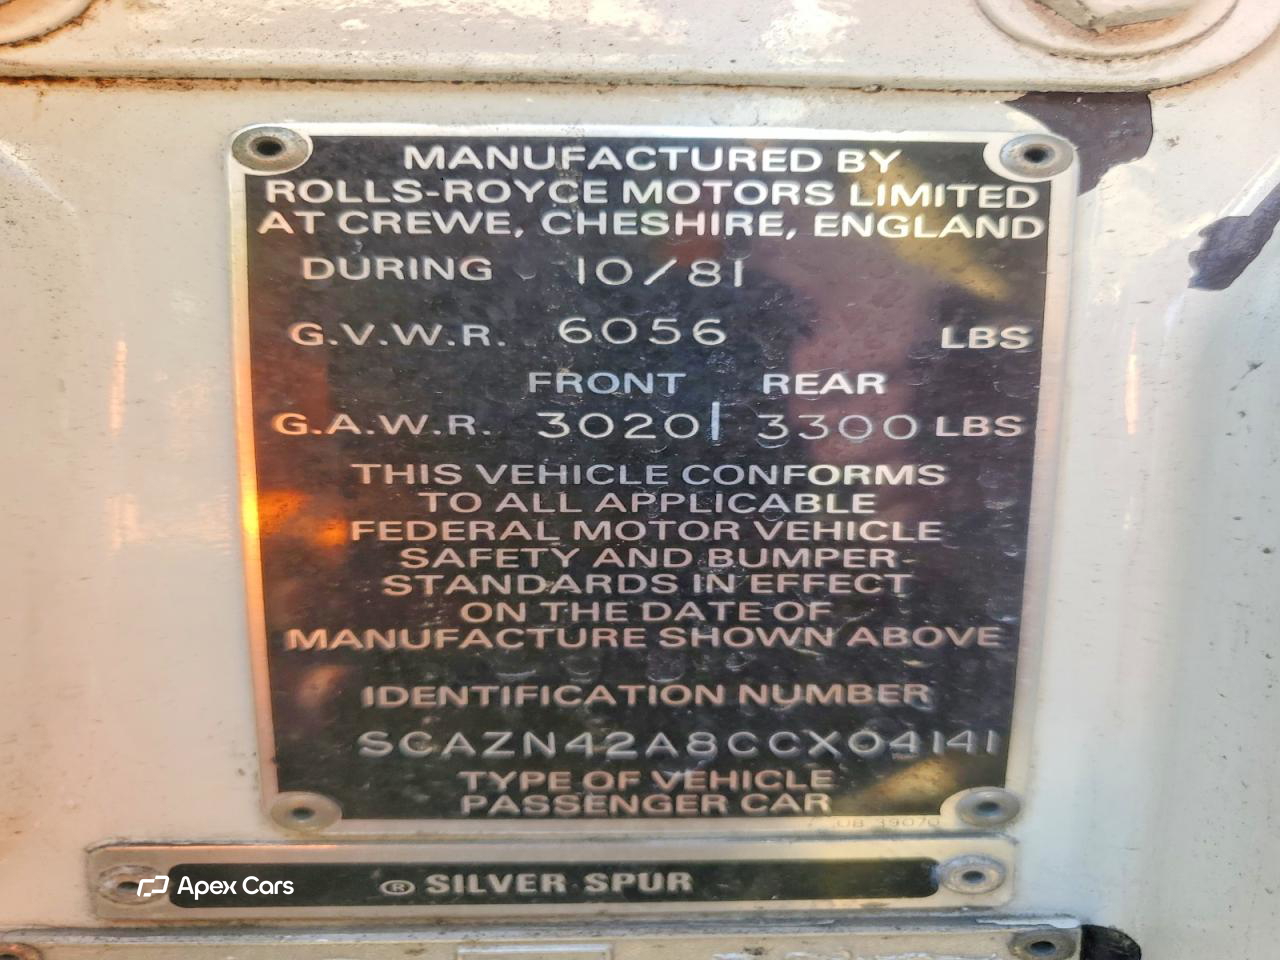 MANUFACTURED BY
ROLLS-ROYCE MOTORS LIMITED
AT CREWE, CHESHIRE, ENGLAND
DURING 10/81
G.V.W.R. 6056 LBS
FRONT REAR
G.A.W.R. 3020 | 3300 LBS
THIS VEHICLE CONFORMS
TO ALL APPLICABLE
FEDERAL MOTOR VEHICLE
SAFETY AND BUMPER
STANDARDS IN EFFECT
ON THE DATE OF
MANUFACTURE SHOWN ABOVE
IDENTIFICATION NUMBER
SCAZN42A8CCX04141
TYPE OF VEHICLE
PASSENGER CAR
Apex Cars
® SILVER SPUR